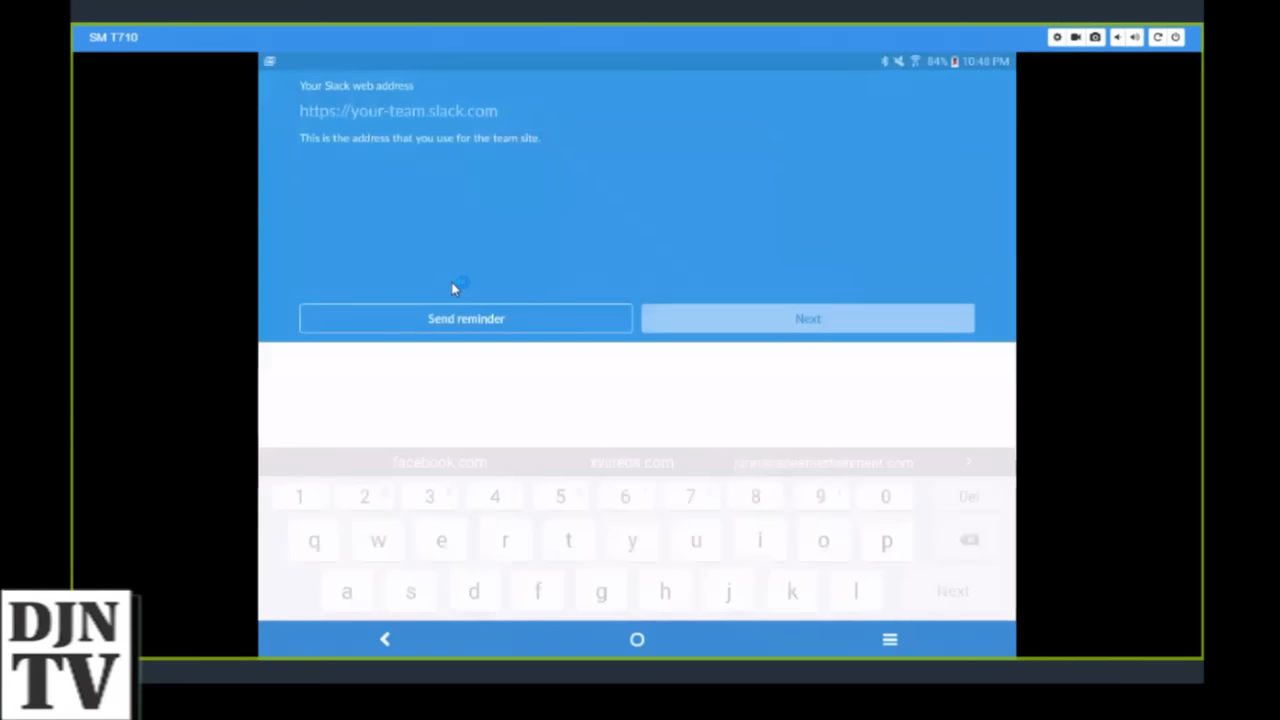 SM T710
84% 10:48 PM
Your Slack web address
https://your-team.slack.com
This is the address that you use for the team site.
Send reminder
Next
facebook.com
1 2 3 4 5 6 7 8 9 0 Del
q w e r t y u i o p
a s d f g h j k l Next
DJN
TV